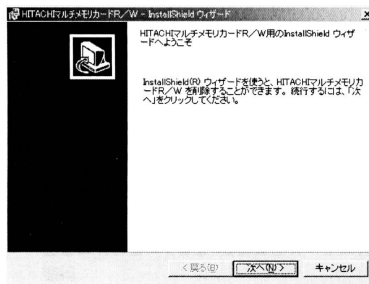 HITACHIマルチメモリカードR/W - InstallShield ウィザード
HITACHIマルチメモリカードR/W用のInstallShield ウィザ
ードへようこそ
InstallShield(R) ウィザードを使うと、HITACHIマルチメモリカ
ードR/W を削除することができます。続行するには、「次
へ」をクリックしてください。
< 戻る(B)
次へ(N) >
キャンセル